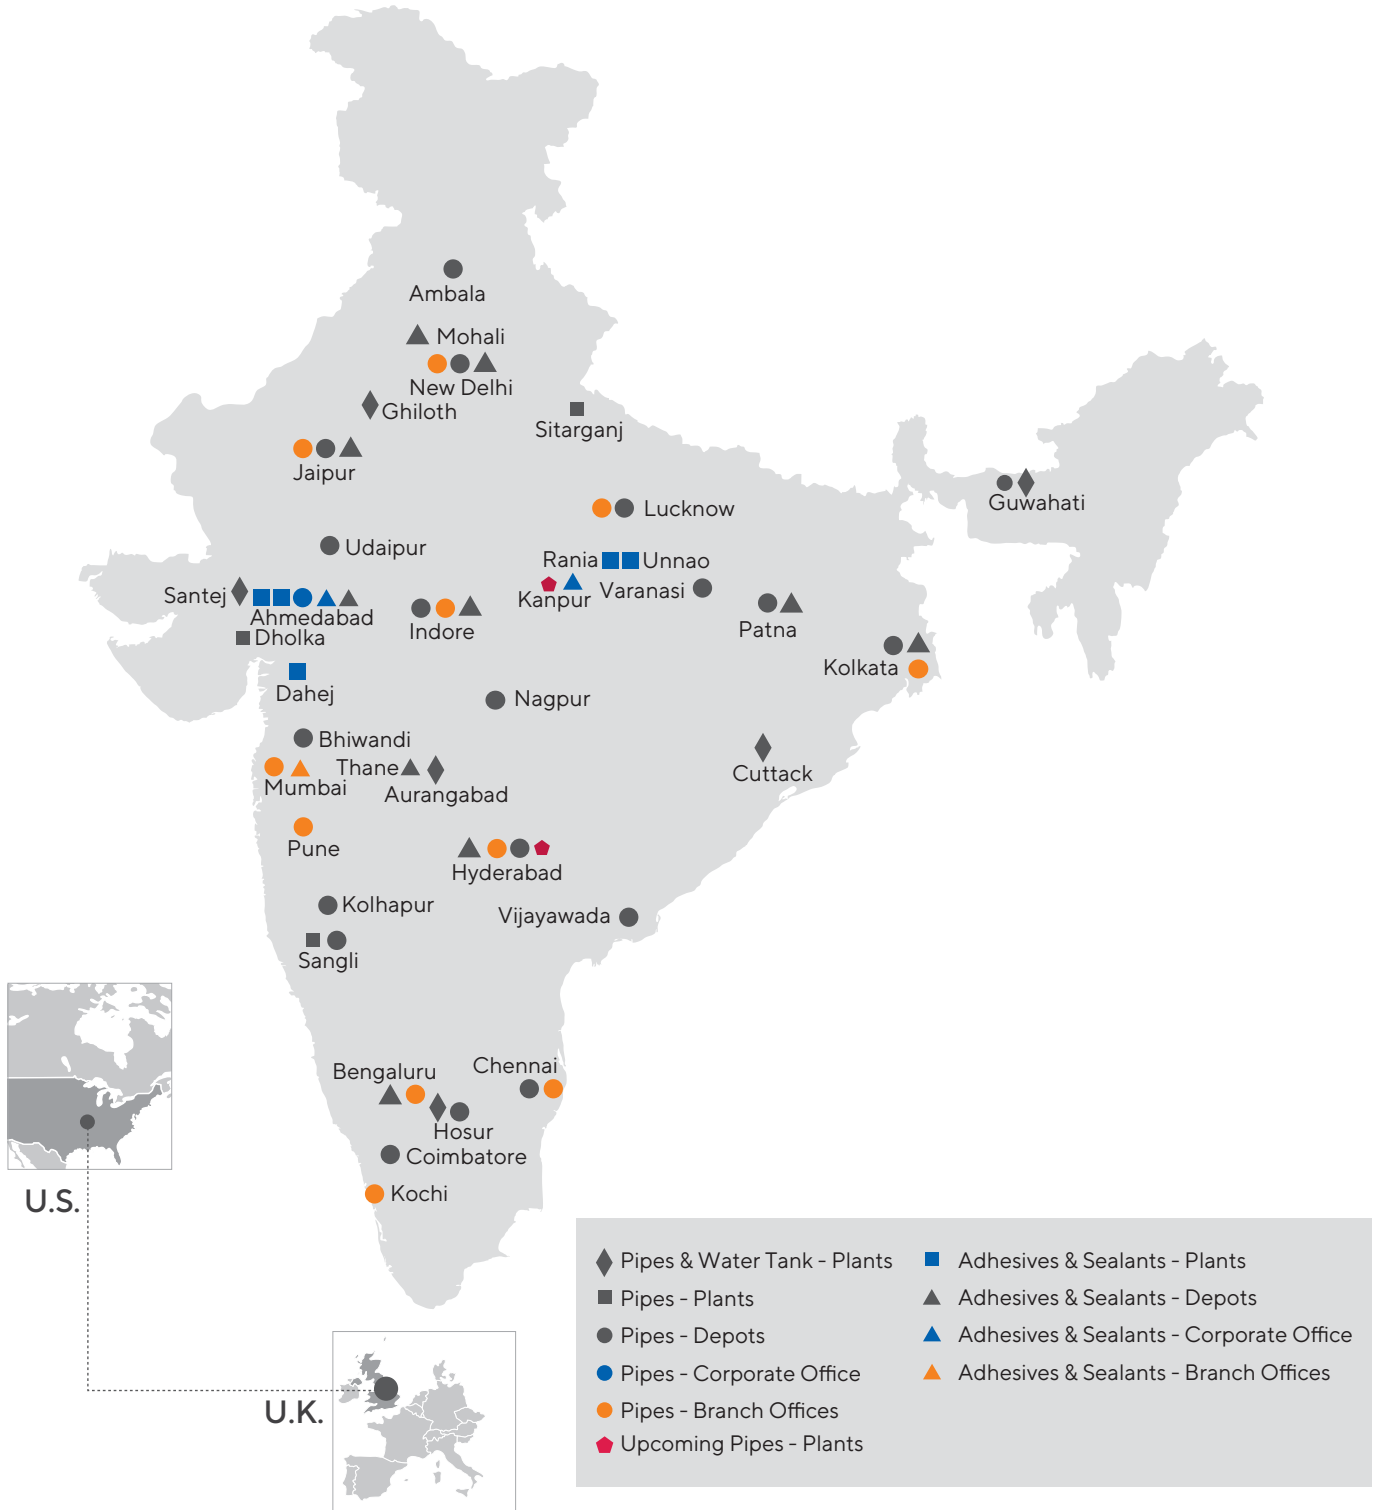 Ambala
Mohali
New Delhi
Ghiloth
Sitarganj
Jaipur
Guwahati
Lucknow
Udaipur
Rania
Unnao
Santej
Kanpur
Varanasi
Ahmedabad
Indore
Patna
Dholka
Kolkata
Dahej
Nagpur
Bhiwandi
Thane
Cuttack
Mumbai
Aurangabad
Pune
Hyderabad
Kolhapur
Vijayawada
Sangli
Bengaluru
Chennai
Hosur
Coimbatore
Kochi
U.S.
U.K.
Pipes & Water Tank - Plants
Pipes - Plants
Pipes - Depots
Pipes - Corporate Office
Pipes - Branch Offices
Upcoming Pipes - Plants
Adhesives & Sealants - Plants
Adhesives & Sealants - Depots
Adhesives & Sealants - Corporate Office
Adhesives & Sealants - Branch Offices